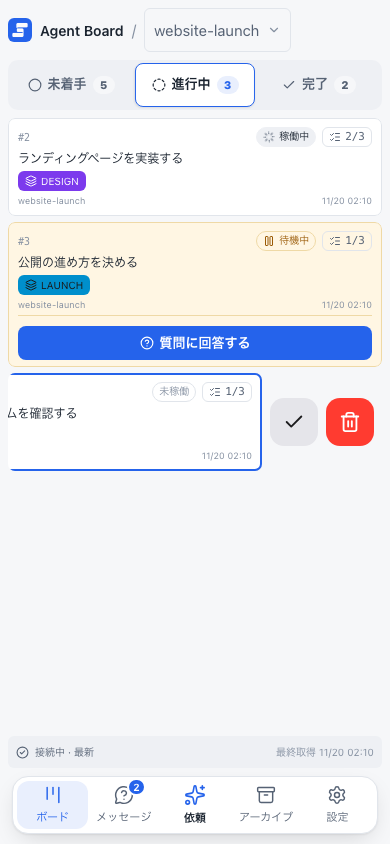 Agent Board / website-launch
未着手 5 進行中 3 完了 2
#2 稼働中 2/3
ランディングページを実装する
DESIGN
website-launch 11/20 02:10
#3 待機中 1/3
公開の進め方を決める
LAUNCH
website-launch 11/20 02:10
質問に回答する
未稼働 1/3
ムを確認する
11/20 02:10
接続中 · 最新 最終取得 11/20 02:10
2
ボード メッセージ 依頼 アーカイブ 設定